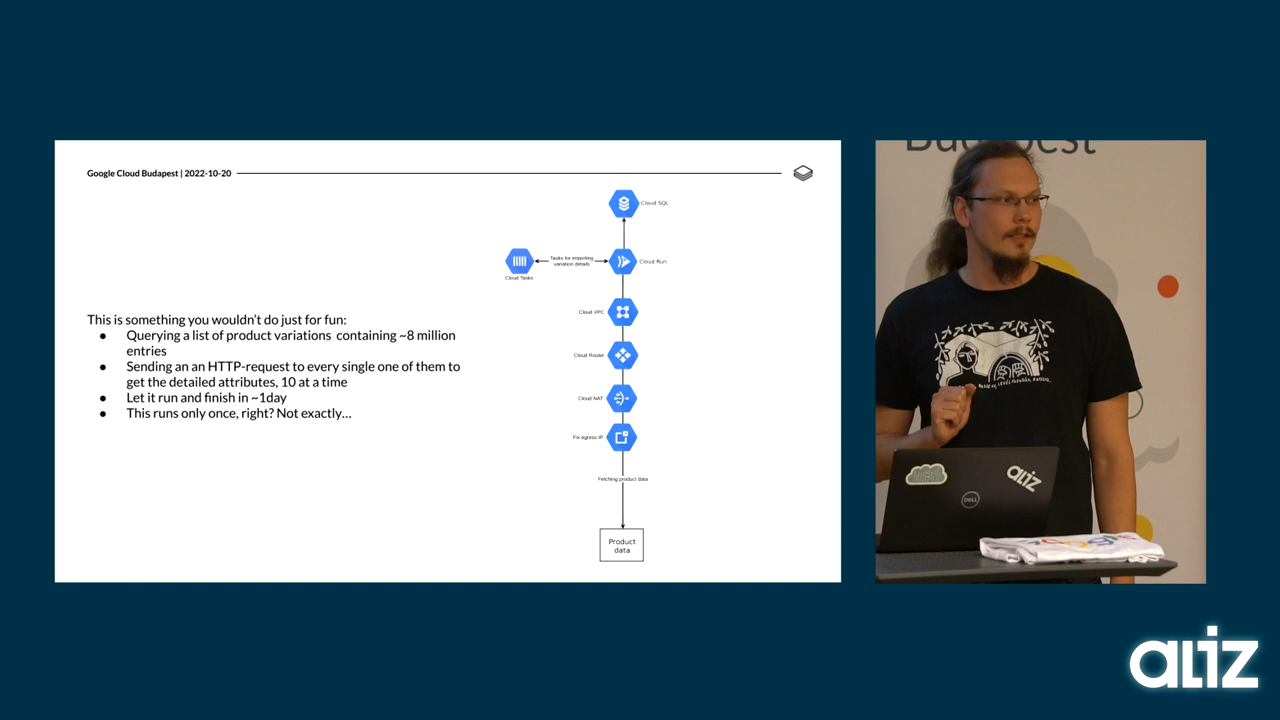 Google Cloud Budapest | 2022-10-20
Cloud SQL
Tasks for importing
variation details
Cloud Run
Cloud Tasks
Cloud VPC
This is something you wouldn't do just for fun:
● Querying a list of product variations containing ~8 million
entries
● Sending an an HTTP-request to every single one of them to
get the detailed attributes, 10 at a time
● Let it run and finish in ~1day
● This runs only once, right? Not exactly...
Cloud Router
Cloud NAT
Fix egress IP
Fetching product data
Product
data
Budapest
aliz
DELL
Google
aliz